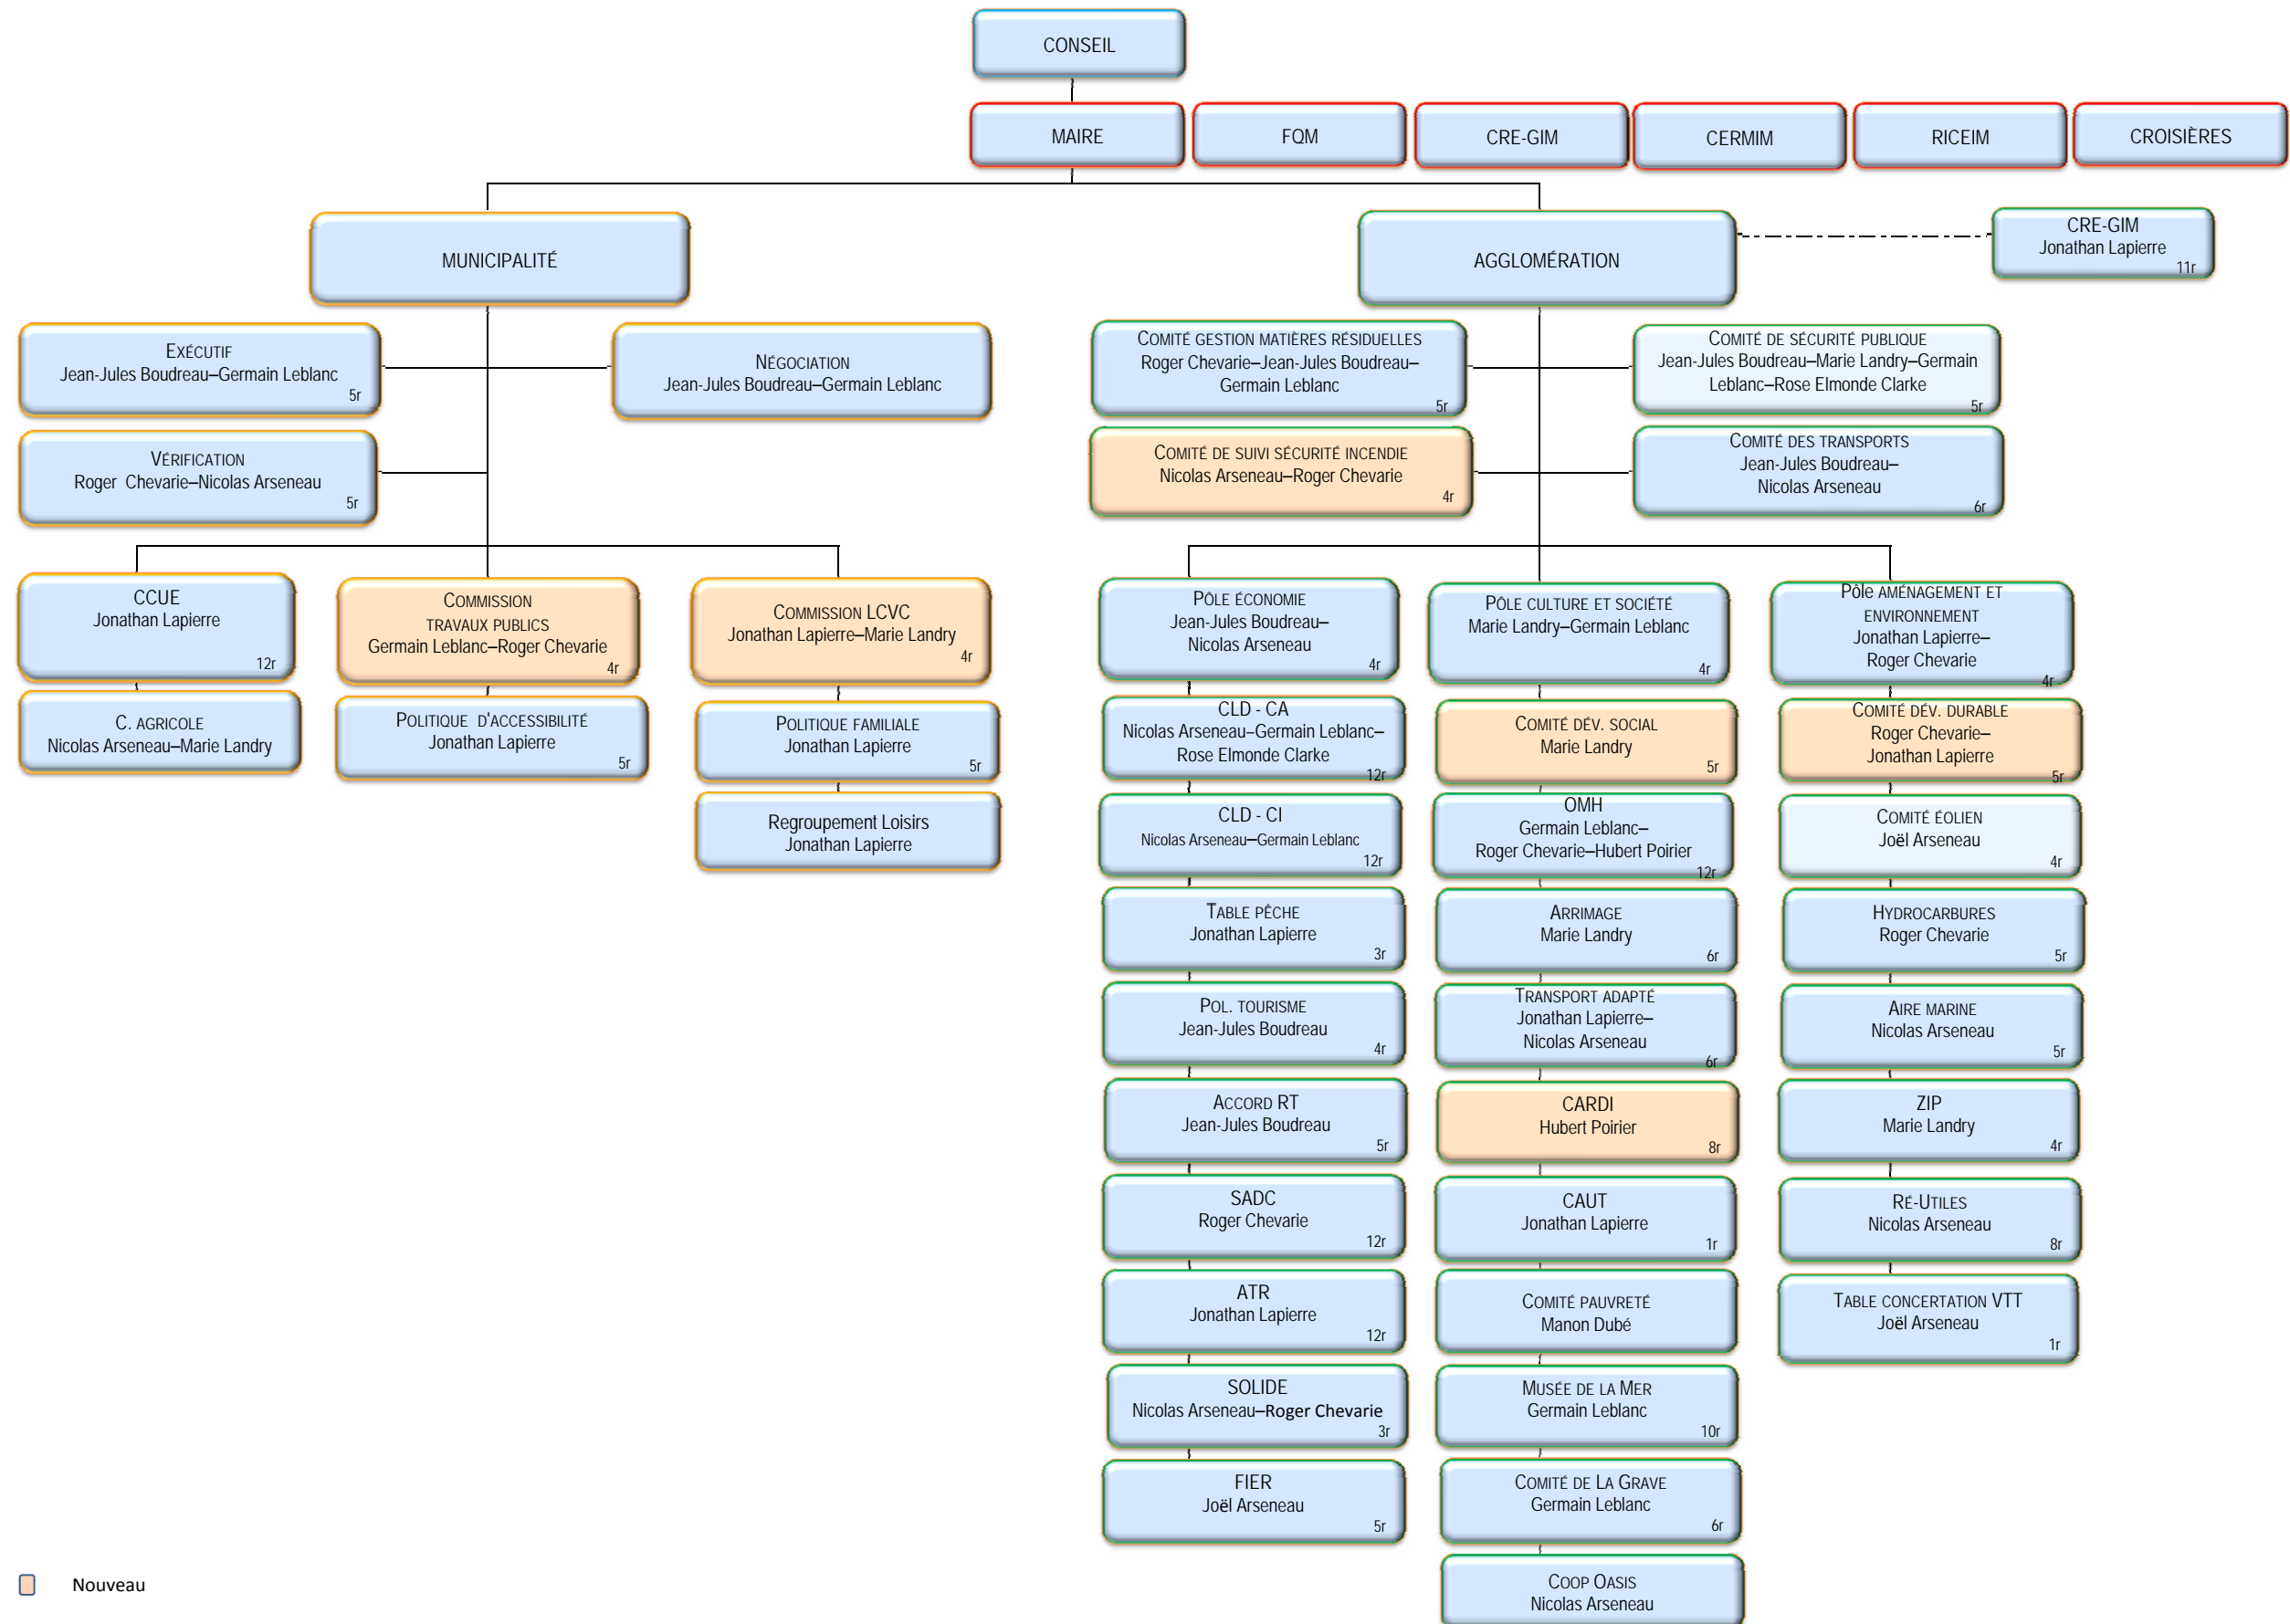 CONSEIL
MAIRE
FQM
CRE-GIM
CERMIM
RICEIM
CROISIÈRES
MUNICIPALITÉ
AGGLOMÉRATION
CRE-GIM
Jonathan Lapierre
11r
EXÉCUTIF
Jean-Jules Boudreau–Germain Leblanc
5r
NÉGOCIATION
Jean-Jules Boudreau–Germain Leblanc
VÉRIFICATION
Roger Chevarie–Nicolas Arseneau
5r
COMITÉ GESTION MATIÈRES RÉSIDUELLES
Roger Chevarie–Jean-Jules Boudreau–
Germain Leblanc
5r
COMITÉ DE SÉCURITÉ PUBLIQUE
Jean-Jules Boudreau–Marie Landry–Germain
Leblanc–Rose Elmonde Clarke
5r
COMITÉ DE SUIVI SÉCURITÉ INCENDIE
Nicolas Arseneau–Roger Chevarie
4r
COMITÉ DES TRANSPORTS
Jean-Jules Boudreau–
Nicolas Arseneau
6r
CCUE
Jonathan Lapierre
12r
C. AGRICOLE
Nicolas Arseneau–Marie Landry
COMMISSION
TRAVAUX PUBLICS
Germain Leblanc–Roger Chevarie
4r
POLITIQUE D'ACCESSIBILITÉ
Jonathan Lapierre
5r
COMMISSION LCVC
Jonathan Lapierre–Marie Landry
4r
POLITIQUE FAMILIALE
Jonathan Lapierre
5r
Regroupement Loisirs
Jonathan Lapierre
PÔLE ÉCONOMIE
Jean-Jules Boudreau–
Nicolas Arseneau
4r
CLD - CA
Nicolas Arseneau–Germain Leblanc–
Rose Elmonde Clarke
12r
CLD - CI
Nicolas Arseneau–Germain Leblanc
12r
TABLE PÊCHE
Jonathan Lapierre
3r
POL. TOURISME
Jean-Jules Boudreau
4r
ACCORD RT
Jean-Jules Boudreau
5r
SADC
Roger Chevarie
12r
ATR
Jonathan Lapierre
12r
SOLIDE
Nicolas Arseneau–Roger Chevarie
3r
FIER
Joël Arseneau
5r
PÔLE CULTURE ET SOCIÉTÉ
Marie Landry–Germain Leblanc
4r
COMITÉ DÉV. SOCIAL
Marie Landry
5r
OMH
Germain Leblanc–
Roger Chevarie–Hubert Poirier
12r
ARRIMAGE
Marie Landry
6r
TRANSPORT ADAPTÉ
Jonathan Lapierre–
Nicolas Arseneau
6r
CARDI
Hubert Poirier
8r
CAUT
Jonathan Lapierre
1r
COMITÉ PAUVRETÉ
Manon Dubé
MUSÉE DE LA MER
Germain Leblanc
10r
COMITÉ DE LA GRAVE
Germain Leblanc
6r
COOP OASIS
Nicolas Arseneau
Pôle AMÉNAGEMENT ET
ENVIRONNEMENT
Jonathan Lapierre–
Roger Chevarie
4r
COMITÉ DÉV. DURABLE
Roger Chevarie–
Jonathan Lapierre
5r
COMITÉ ÉOLIEN
Joël Arseneau
4r
HYDROCARBURES
Roger Chevarie
5r
AIRE MARINE
Nicolas Arseneau
5r
ZIP
Marie Landry
4r
RÉ-UTILES
Nicolas Arseneau
8r
TABLE CONCERTATION VTT
Joël Arseneau
1r
Nouveau